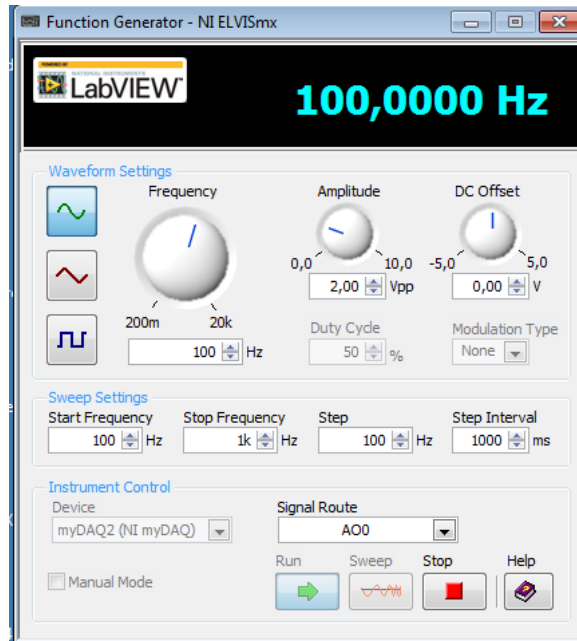 Function Generator - NI ELVISmx
POWERED BY
NATIONAL INSTRUMENTS
LabVIEW™
100,0000 Hz
Waveform Settings
Frequency
Amplitude
DC Offset
0,0
10,0
-5,0
5,0
2,00 Vpp
0,00 V
200m
20k
100 Hz
Duty Cycle
50 %
Modulation Type
None
Sweep Settings
Start Frequency
Stop Frequency
Step
Step Interval
100 Hz
1k Hz
100 Hz
1000 ms
Instrument Control
Device
Signal Route
myDAQ2 (NI myDAQ)
AO0
Run
Sweep
Stop
Help
Manual Mode